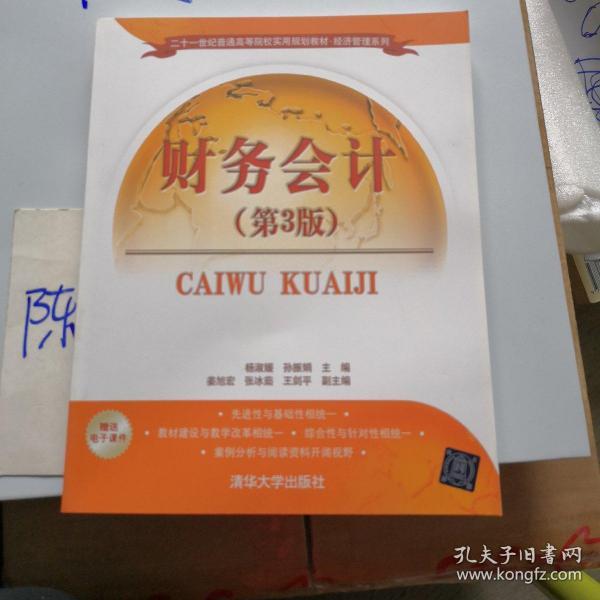 二十一世纪普通高等院校实用规划教材·经济管理系列
财务会计
(第3版)
CAIWU KUAIJI
杨淑媛 孙振娟 主 编
姜旭宏 张冰茹 王剑平 副主编
·先进性与基础性相统一·
·教材建设与教学改革相统一· ·综合性与针对性相统一·
·案例分析与阅读资料开阔视野·
赠送
电子课件
清华大学出版社
陈
孔夫子旧书网
www.kongfz.com